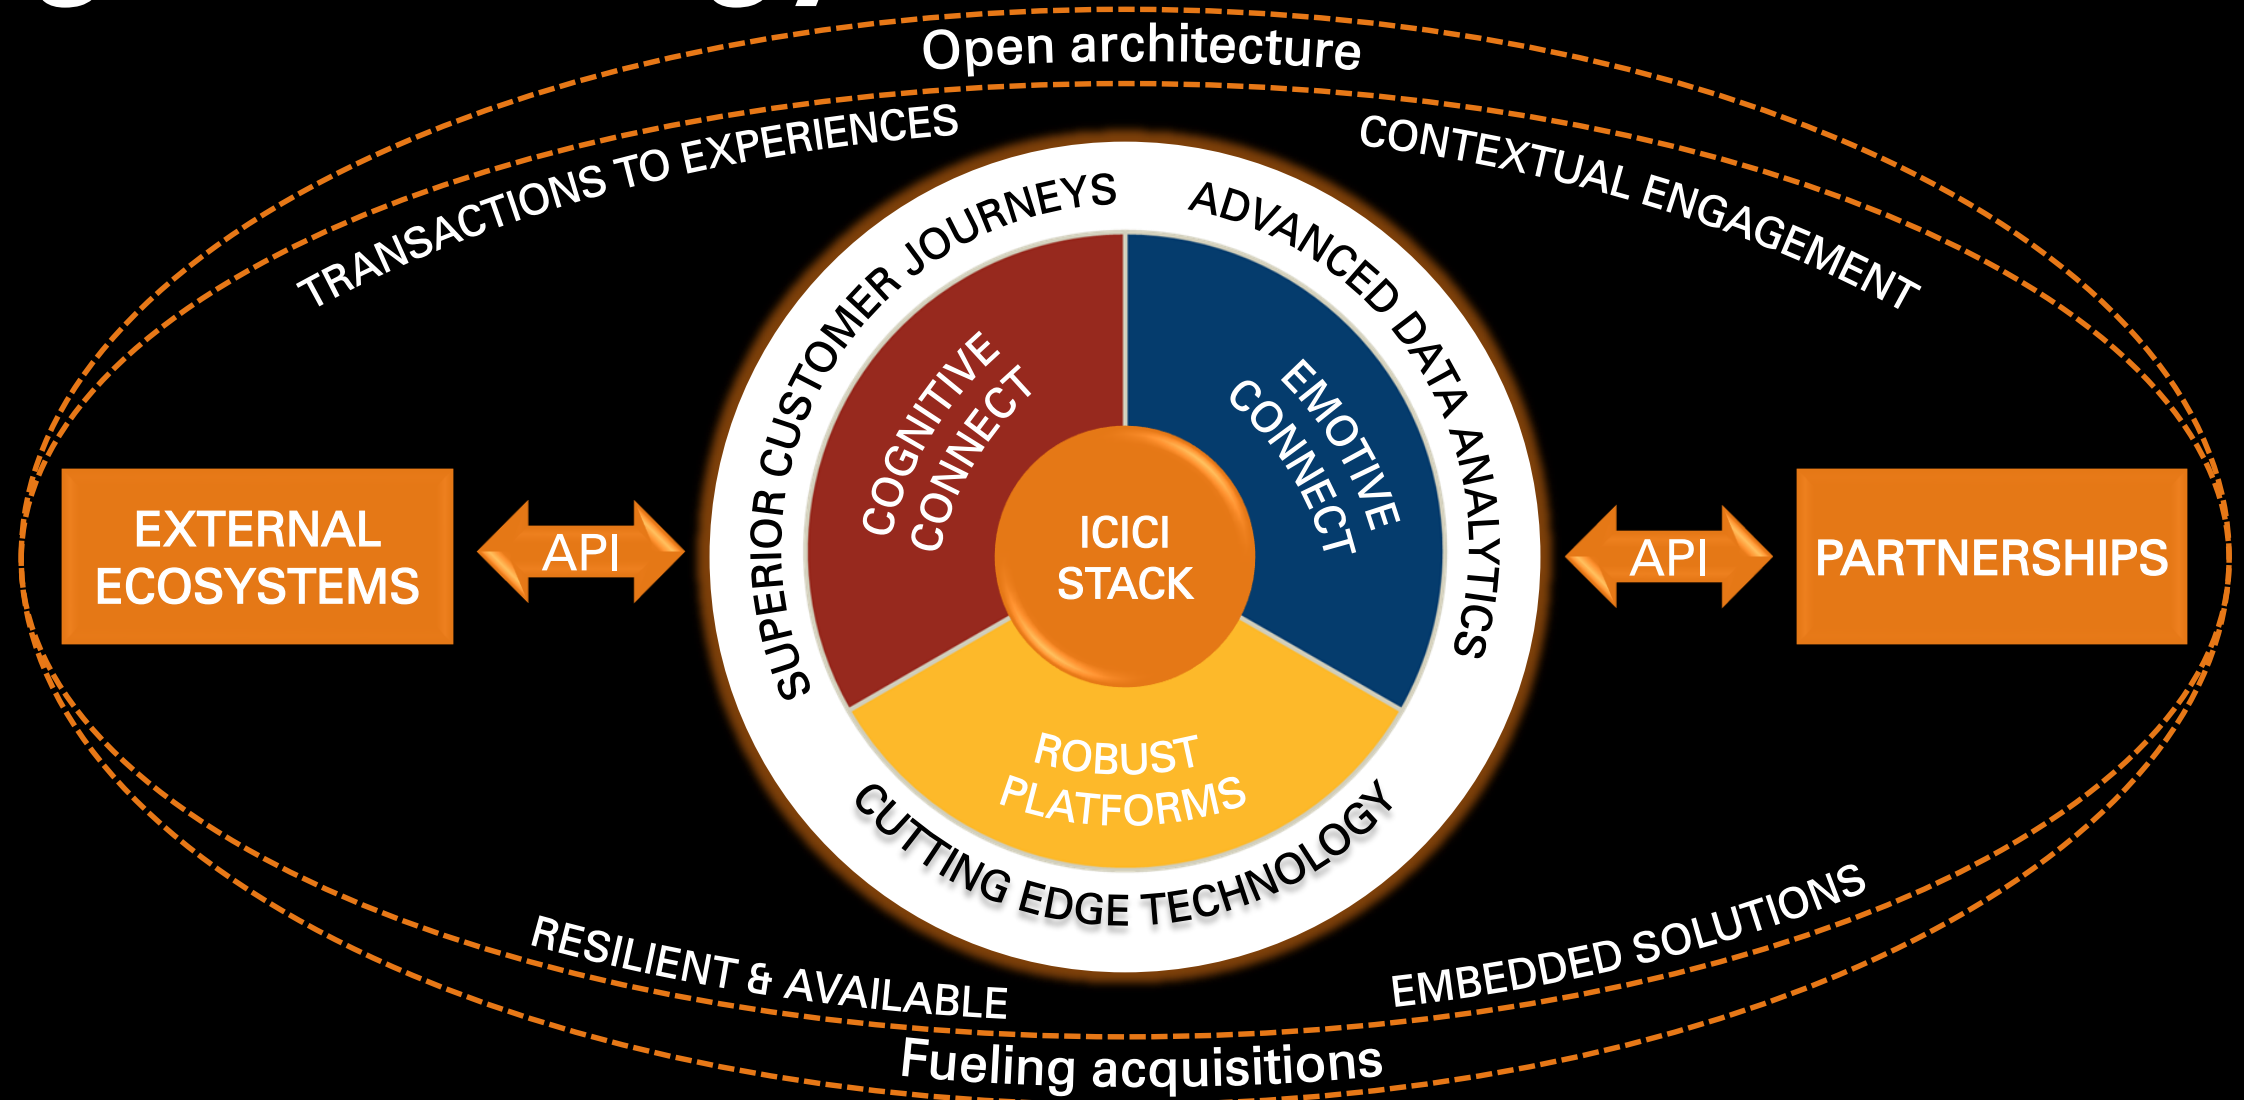 Open architecture
TRANSACTIONS TO EXPERIENCES
CONTEXTUAL ENGAGEMENT
SUPERIOR CUSTOMER JOURNEYS
ADVANCED DATA ANALYTICS
COGNITIVE
CONNECT
EMOTIVE
CONNECT
EXTERNAL
ECOSYSTEMS
API
ICICI
STACK
API
PARTNERSHIPS
ROBUST
PLATFORMS
CUTTING EDGE TECHNOLOGY
RESILIENT & AVAILABLE
EMBEDDED SOLUTIONS
Fueling acquisitions